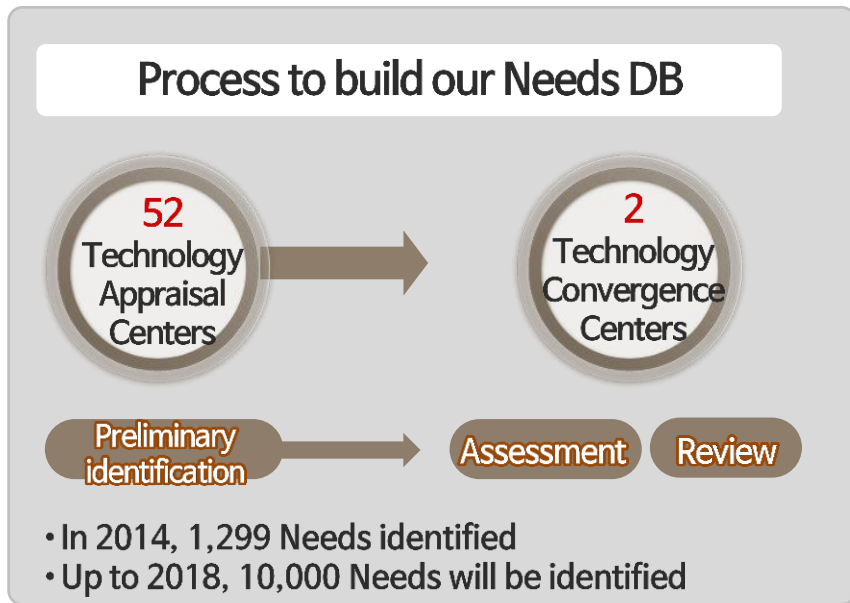 Process to build our Needs DB
52
Technology
Appraisal
Centers
2
Technology
Convergence
Centers
Preliminary
identification
Assessment
Review
• In 2014, 1,299 Needs identified
• Up to 2018, 10,000 Needs will be identified